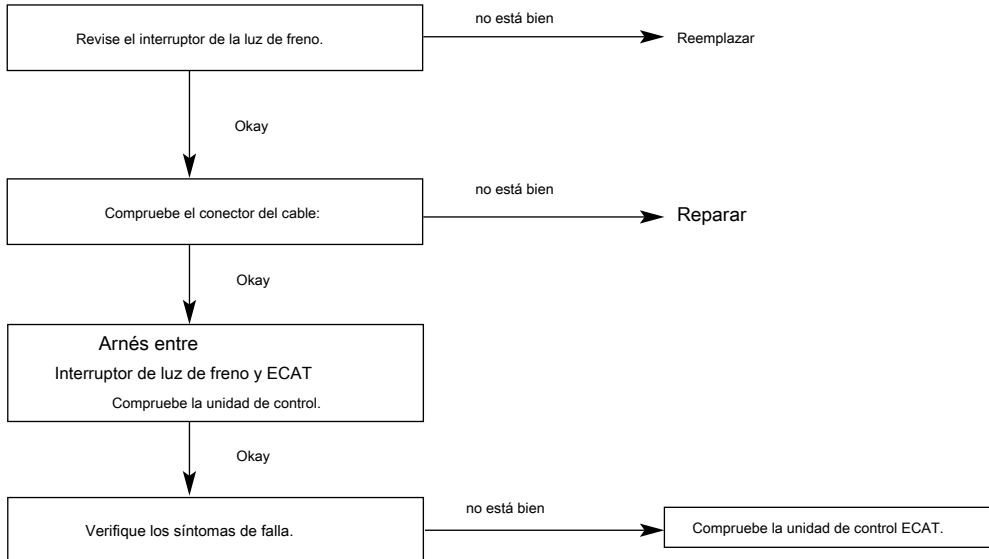 Revise el interruptor de la luz de freno.
no está bien
Reemplazar
Okay
Compruebe el conector del cable:
no está bien
Reparar
Okay
Arnés entre
Interruptor de luz de freno y ECAT
Compruebe la unidad de control.
Okay
Verifique los síntomas de falla.
no está bien
Compruebe la unidad de control ECAT.